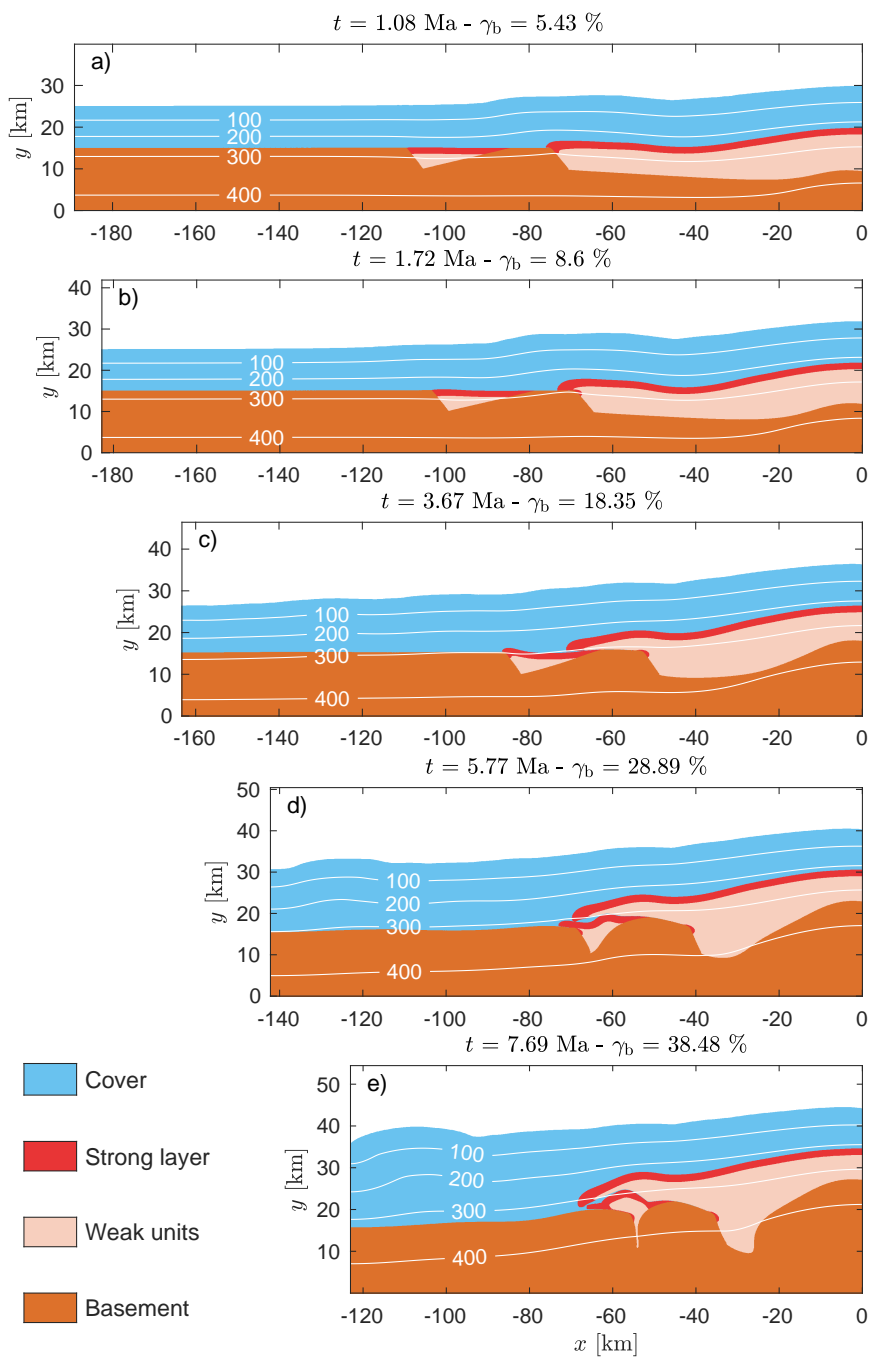 t = 1.08 Ma - γb = 5.43 %
a)
30
20
10
0
y [km]
100
200
300
400
-180 -160 -140 -120 -100 -80 -60 -40 -20 0
t = 1.72 Ma - γb = 8.6 %
b)
40
30
20
10
0
y [km]
100
200
300
400
-180 -160 -140 -120 -100 -80 -60 -40 -20 0
t = 3.67 Ma - γb = 18.35 %
c)
40
30
20
10
0
y [km]
100
200
300
400
-160 -140 -120 -100 -80 -60 -40 -20 0
t = 5.77 Ma - γb = 28.89 %
d)
50
40
30
20
10
0
y [km]
100
200
300
400
-140 -120 -100 -80 -60 -40 -20 0
t = 7.69 Ma - γb = 38.48 %
e)
50
40
30
20
10
y [km]
100
200
300
400
-120 -100 -80 -60 -40 -20 0
x [km]
Cover
Strong layer
Weak units
Basement